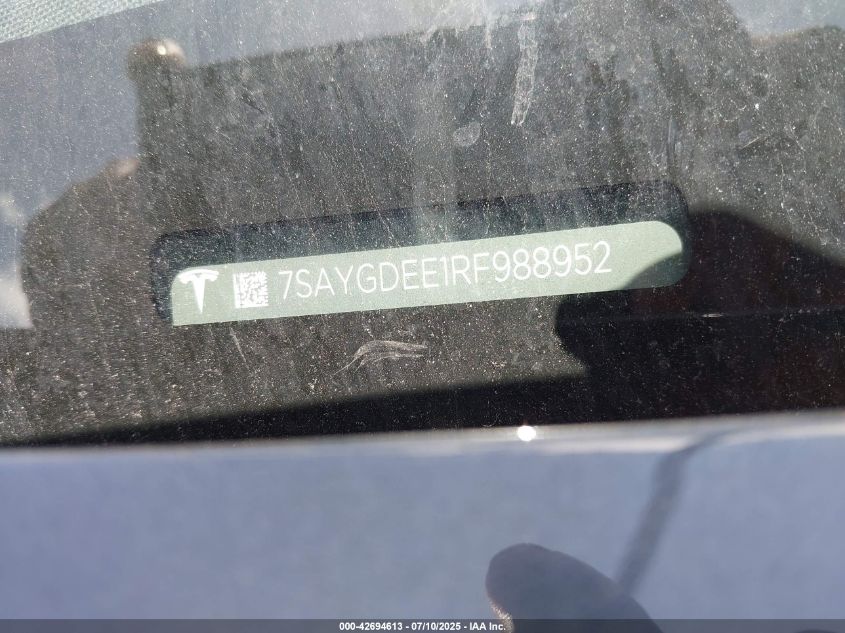 7SAYGDEE1RF988952
000-42694613 - 07/10/2025 - IAA Inc.